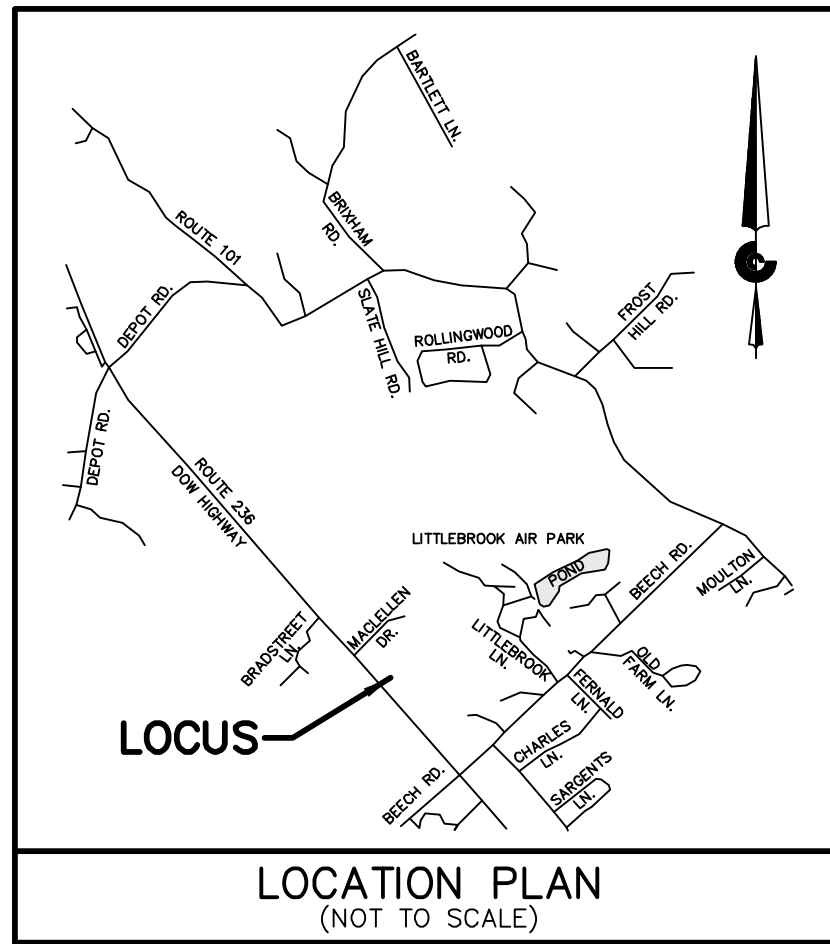 BARTLETT LN.
BRIXHAM
RD.
ROUTE 101
DEPOT RD.
SLATE HILL RD.
ROLLINGWOOD
RD.
FROST
HILL RD.
DEPOT RD.
ROUTE 236
DOW HIGHWAY
LITTLEBROOK AIR PARK
POND
BEECH RD.
MOULTON
LN.
BRADSTREET
LN.
MACLELLEN
DR.
LITTLEBROOK
LN.
OLD
FARM LN.
FERNALD
LN.
LOCUS
CHARLES
LN.
SARGENTS
LN.
BEECH RD.
LOCATION PLAN
(NOT TO SCALE)